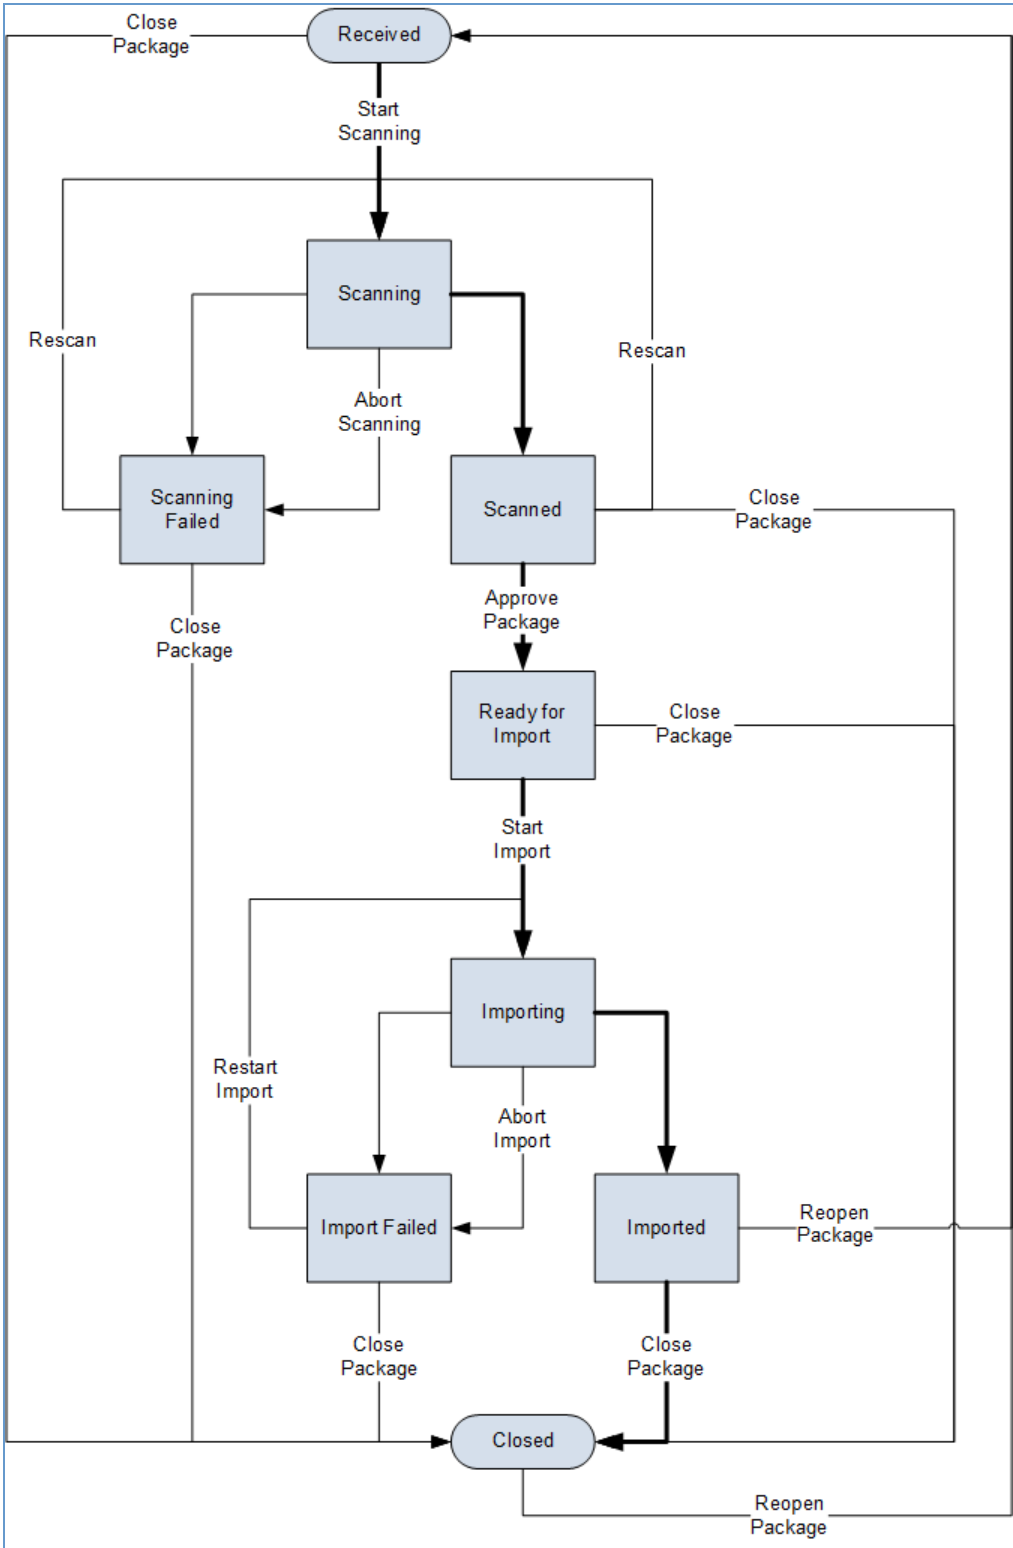 Close
Package
Received
Start
Scanning
Scanning
Rescan
Rescan
Abort
Scanning
Scanning
Failed
Scanned
Close
Package
Approve
Package
Close
Package
Ready for
Import
Close
Package
Start
Import
Importing
Restart
Import
Abort
Import
Import Failed
Imported
Reopen
Package
Close
Package
Close
Package
Closed
Reopen
Package